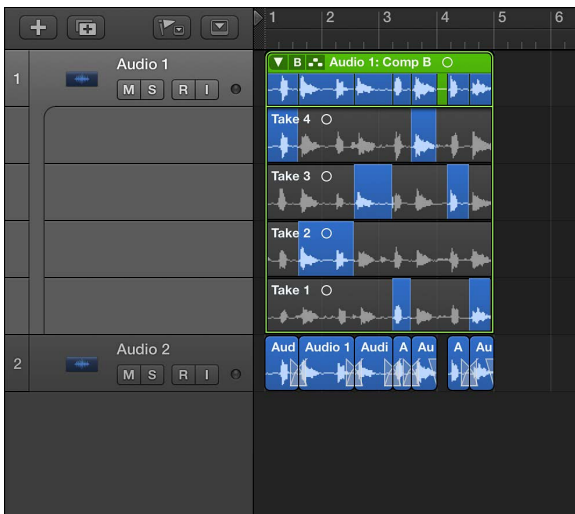 1 2 3 4 5 6
1 Audio 1
M S R I
B Audio 1: Comp B
Take 4
Take 3
Take 2
Take 1
2 Audio 2
M S R I
Aud Audio 1 Audi A Au A Au